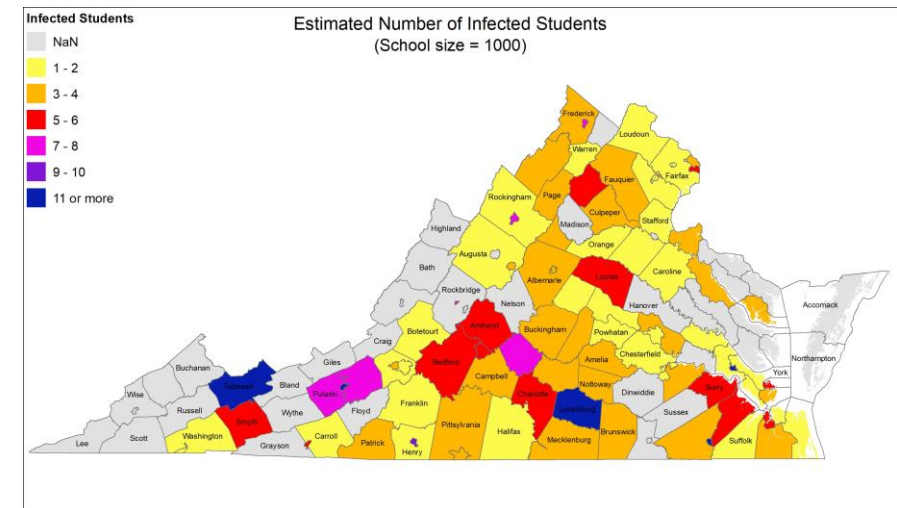 Estimated Number of Infected Students
(School size = 1000)
Infected Students
NaN
1 - 2
3 - 4
5 - 6
7 - 8
9 - 10
11 or more
Frederick
Loudoun
Warren
Fauquier
Fairfax
Page
Rockingham
Culpeper
Madison
Stafford
Highland
Augusta
Orange
Bath
Albemarle
Louisa
Caroline
Rockbridge
Nelson
Hanover
Accomack
Amherst
Buckingham
Powhatan
Botetourt
Craig
Chesterfield
Northampton
Buchanan
Giles
Bedford
Amelia
York
Wise
Tazewell
Bland
Pulaski
Campbell
Nottoway
Dinwiddie
Surry
Russell
Wythe
Floyd
Franklin
Charlotte
Lunenburg
Sussex
Smyth
Lee
Scott
Washington
Grayson
Carroll
Patrick
Henry
Pittsylvania
Halifax
Mecklenburg
Brunswick
Suffolk